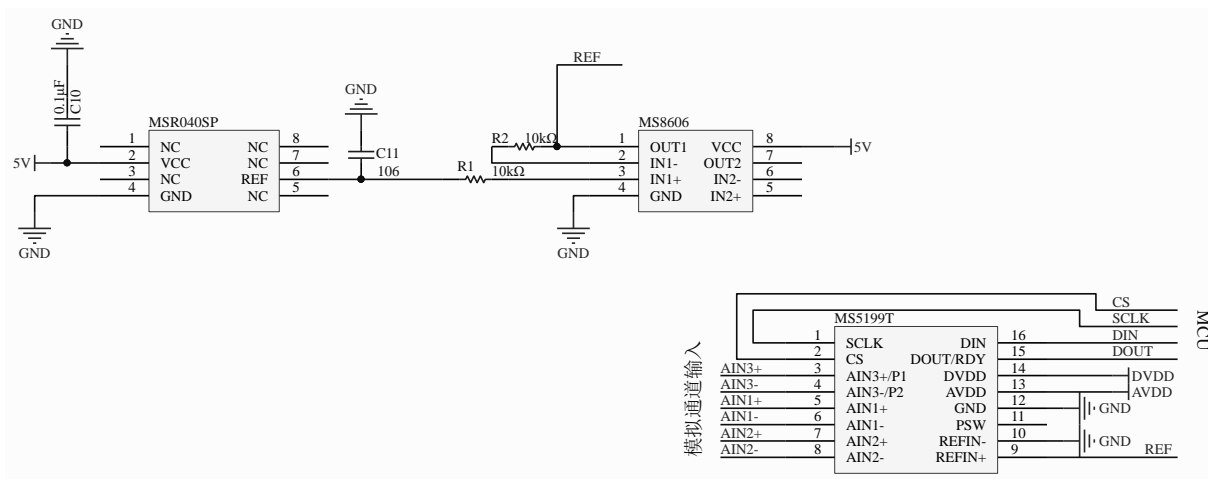 GND
0.1μF
C10
5V
GND
MSR040SP
1 NC NC 8
2 VCC NC 7
3 NC REF 6
4 GND NC 5
GND
C11
106
R1
10kΩ
R2
10kΩ
REF
MS8606
1 OUT1 VCC 8
2 IN1- OUT2 7
3 IN1+ IN2- 6
4 GND IN2+ 5
5V
GND
模拟通道输入
AIN3+
AIN3-
AIN1+
AIN1-
AIN2+
AIN2-
MS5199T
1 SCLK DIN 16
2 CS DOUT/RDY 15
3 AIN3+/P1 DVDD 14
4 AIN3-/P2 AVDD 13
5 AIN1+ GND 12
6 AIN1- PSW 11
7 AIN2+ REFIN- 10
8 AIN2- REFIN+ 9
CS
SCLK
DIN
DOUT
MCU
DVDD
AVDD
GND
GND
REF